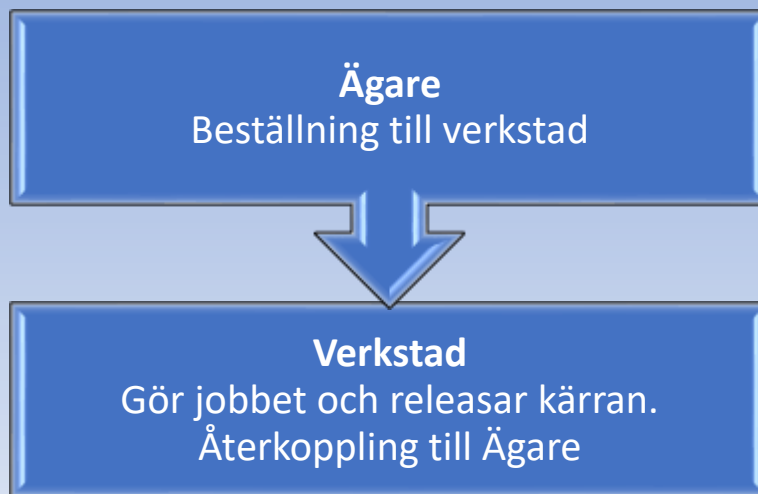 Ägare
Beställning till verkstad
Verkstad
Gör jobbet och releasar kärran.
Återkoppling till Ägare